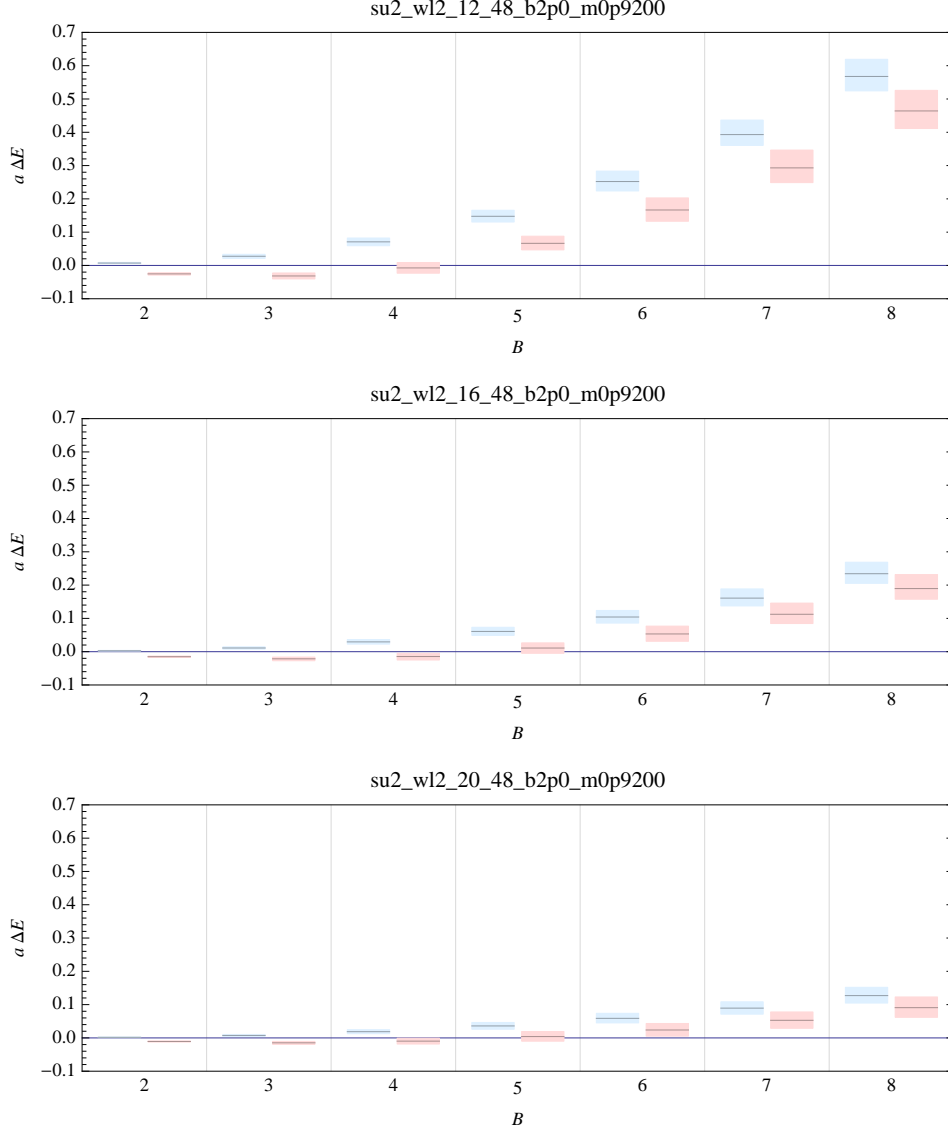 su2_wl2_12_48_b2p0_m0p9200
0.7
0.6
0.5
0.4
0.3
0.2
0.1
0.0
−0.1
a ΔE
2 3 4 5 6 7 8
B
su2_wl2_16_48_b2p0_m0p9200
0.7
0.6
0.5
0.4
0.3
0.2
0.1
0.0
−0.1
a ΔE
2 3 4 5 6 7 8
B
su2_wl2_20_48_b2p0_m0p9200
0.7
0.6
0.5
0.4
0.3
0.2
0.1
0.0
−0.1
a ΔE
2 3 4 5 6 7 8
B